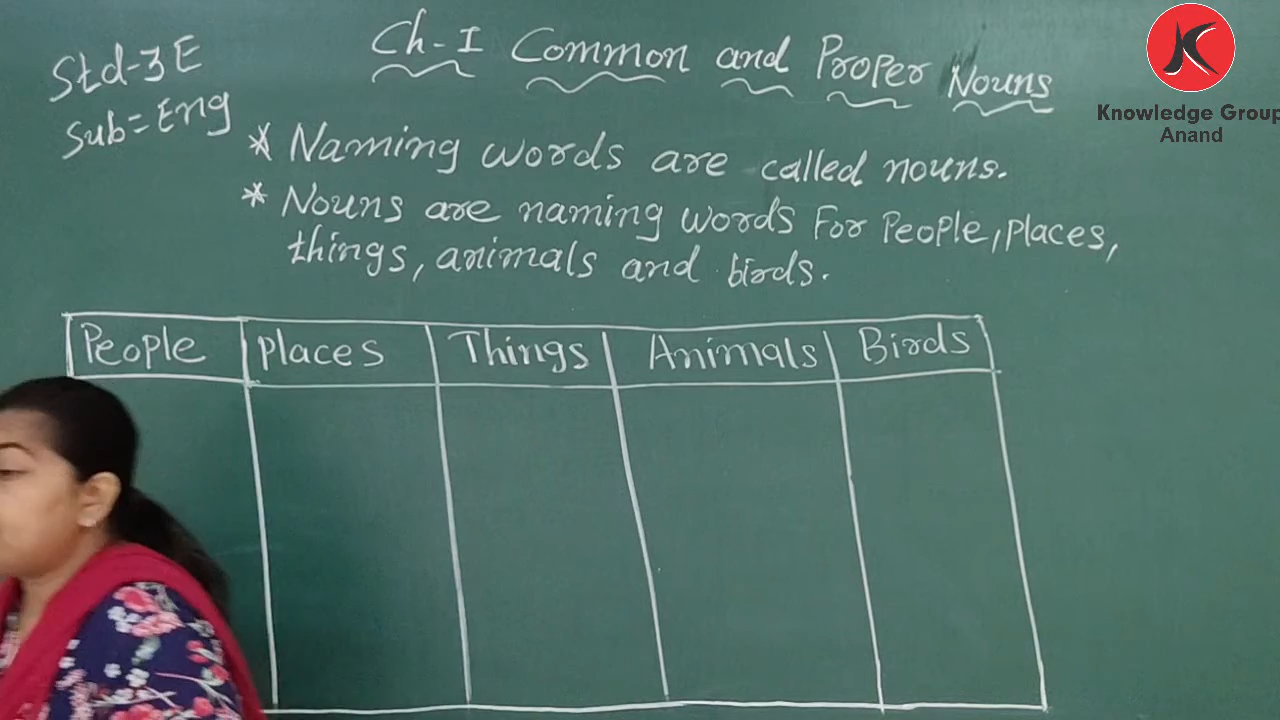 Std-3E
Sub=Eng
Ch-I Common and Proper Nouns
* Naming words are called nouns.
* Nouns are naming words For People, places,
things, animals and birds.
People Places Things Animals Birds
K
Knowledge Group
Anand